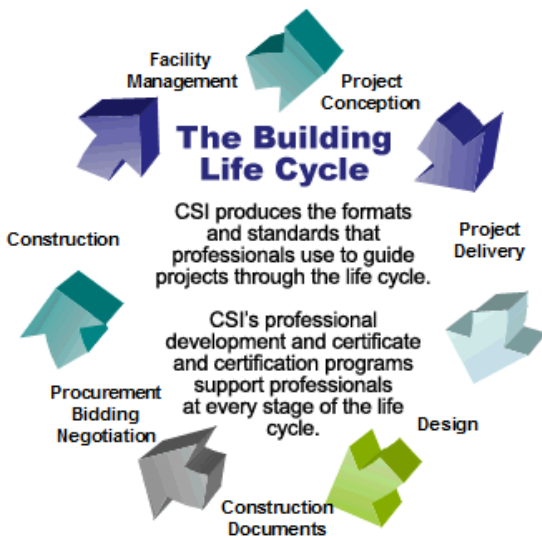 Facility
Management
Project
Conception
The Building
Life Cycle
CSI produces the formats
and standards that
professionals use to guide
projects through the life cycle.
Construction
Project
Delivery
CSI's professional
development and certificate
and certification programs
support professionals
at every stage of the life
cycle.
Procurement
Bidding
Negotiation
Design
Construction
Documents